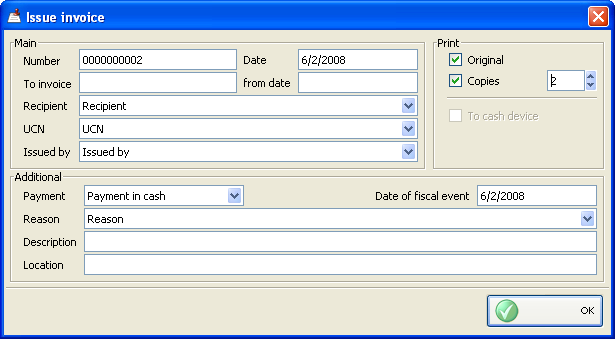 Issue invoice
Main
Number 0000000002 Date 6/2/2008
To invoice from date
Recipient Recipient
UCN UCN
Issued by Issued by
Print
Original
Copies 2
To cash device
Additional
Payment Payment in cash Date of fiscal event 6/2/2008
Reason Reason
Description
Location
OK